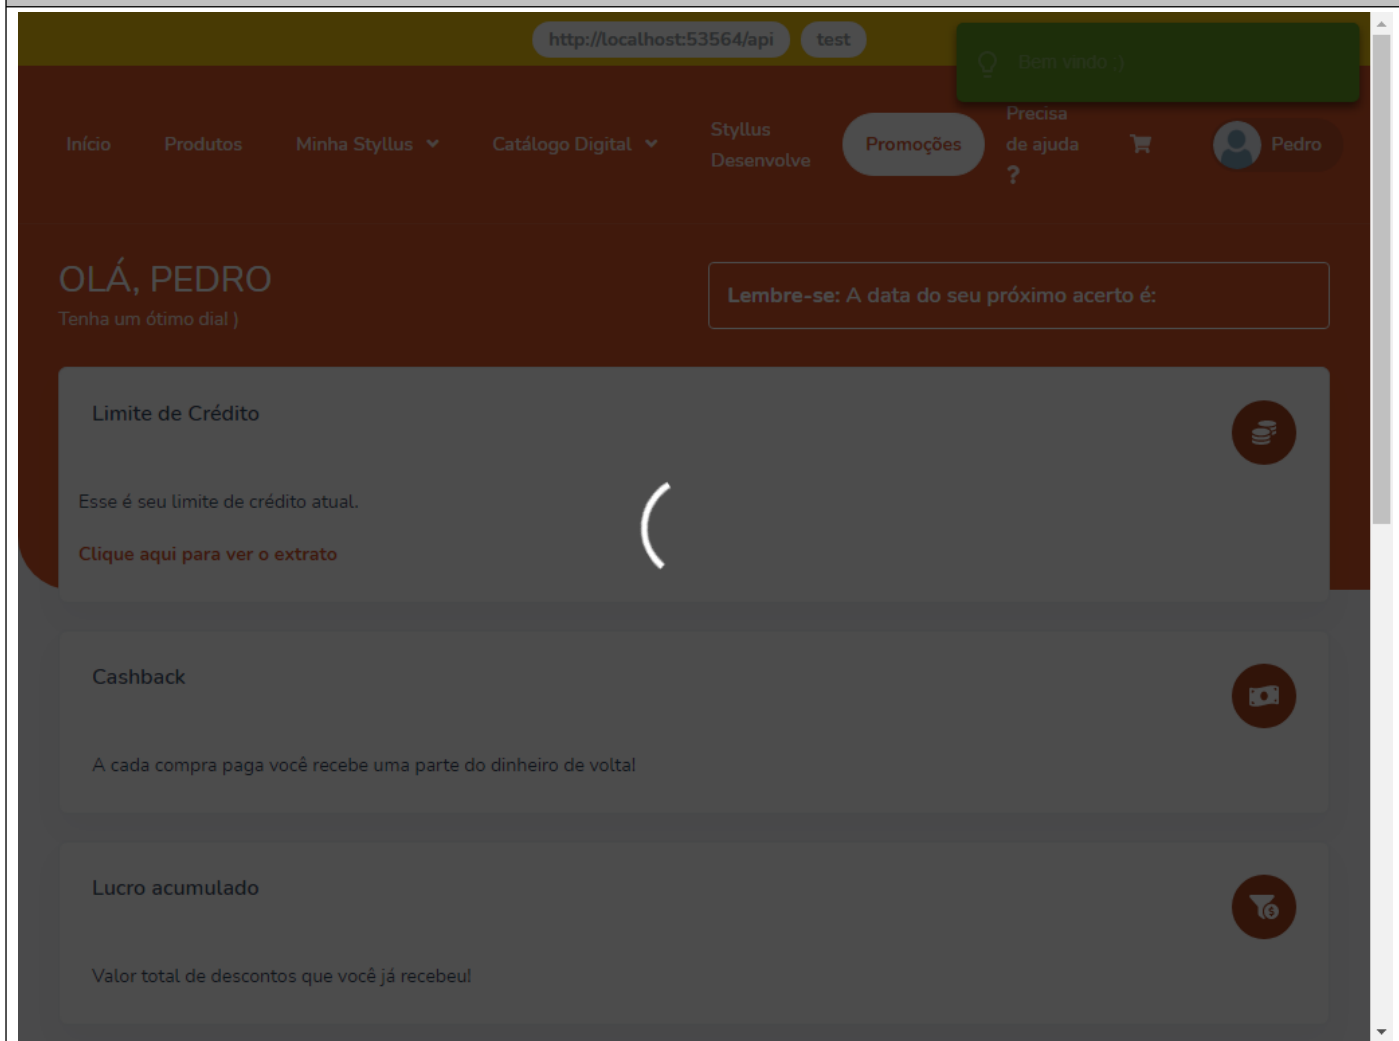 http://localhost:53564/api test
Bem vindo ;)
Início Produtos Minha Styllus Catálogo Digital Styllus Desenvolve Promoções Precisa de ajuda ? Pedro
OLÁ, PEDRO
Tenha um ótimo dia! )
Lembre-se: A data do seu próximo acerto é:
Limite de Crédito
Esse é seu limite de crédito atual.
Clique aqui para ver o extrato
Cashback
A cada compra paga você recebe uma parte do dinheiro de volta!
Lucro acumulado
Valor total de descontos que você já recebeu!